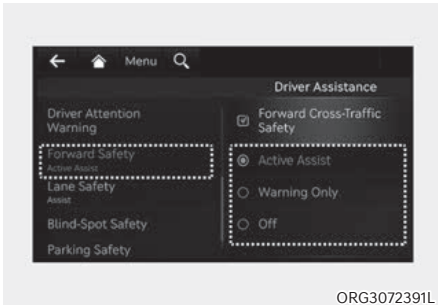 Menu
Driver Assistance
Driver Attention
Warning
Forward Safety
Active Assist
Lane Safety
Assist
Blind-Spot Safety
Parking Safety
Forward Cross-Traffic
Safety
Active Assist
Warning Only
Off
ORG3072391L